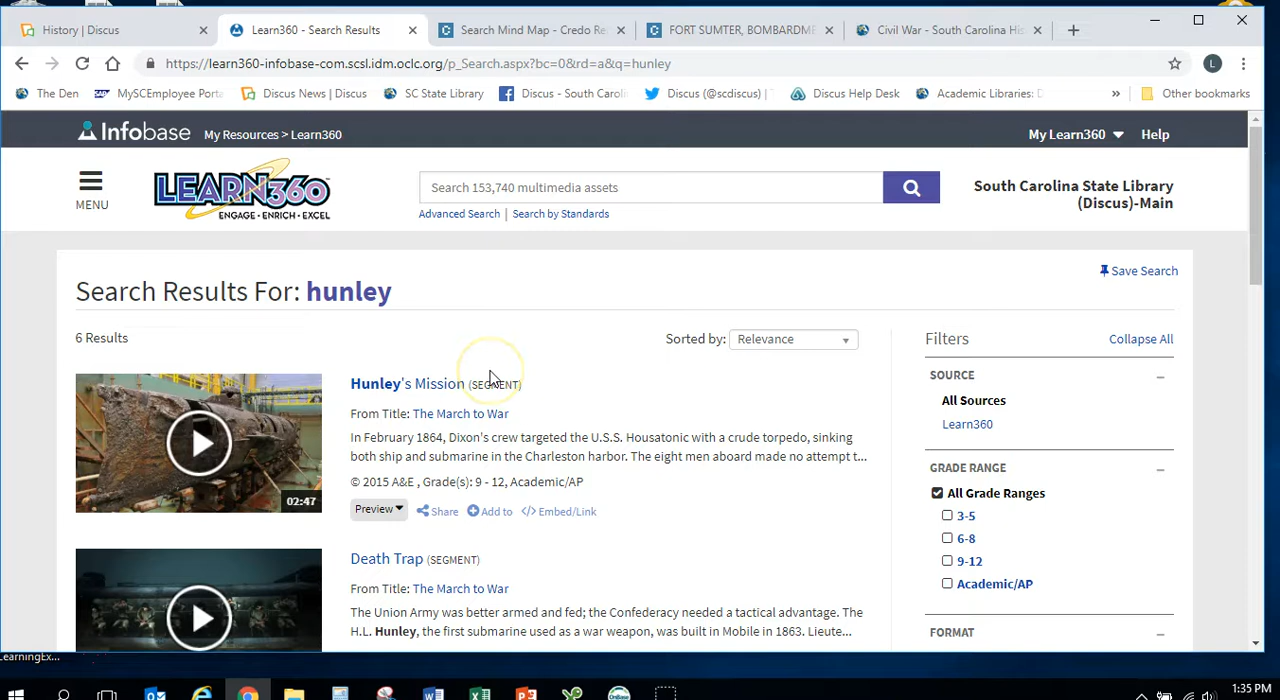 History | Discus
Learn360 - Search Results
Search Mind Map - Credo Re
FORT SUMTER, BOMBARDME
Civil War - South Carolina His
https://learn360-infobase-com.scsl.idm.oclc.org/p_Search.aspx?bc=0&rd=a&q=hunley
L
The Den
MySCEmployee Porta
Discus News | Discus
SC State Library
Discus - South Caroli
Discus (@scdiscus) | T
Discus Help Desk
Academic Libraries: D
» Other bookmarks
Infobase My Resources > Learn360
My Learn360 Help
MENU
LEARN360
ENGAGE • ENRICH • EXCEL
Search 153,740 multimedia assets
Advanced Search | Search by Standards
South Carolina State Library
(Discus)-Main
Save Search
Search Results For: hunley
6 Results
Sorted by: Relevance
Filters Collapse All
SOURCE
All Sources
Learn360
GRADE RANGE
All Grade Ranges
3-5
6-8
9-12
Academic/AP
FORMAT
02:47
Hunley's Mission (SEGMENT)
From Title: The March to War
In February 1864, Dixon's crew targeted the U.S.S. Housatonic with a crude torpedo, sinking
both ship and submarine in the Charleston harbor. The eight men aboard made no attempt t...
© 2015 A&E , Grade(s): 9 - 12, Academic/AP
Preview Share Add to </> Embed/Link
Death Trap (SEGMENT)
From Title: The March to War
The Union Army was better armed and fed; the Confederacy needed a tactical advantage. The
H.L. Hunley, the first submarine used as a war weapon, was built in Mobile in 1863. Lieute...
LearningEx...
1:35 PM